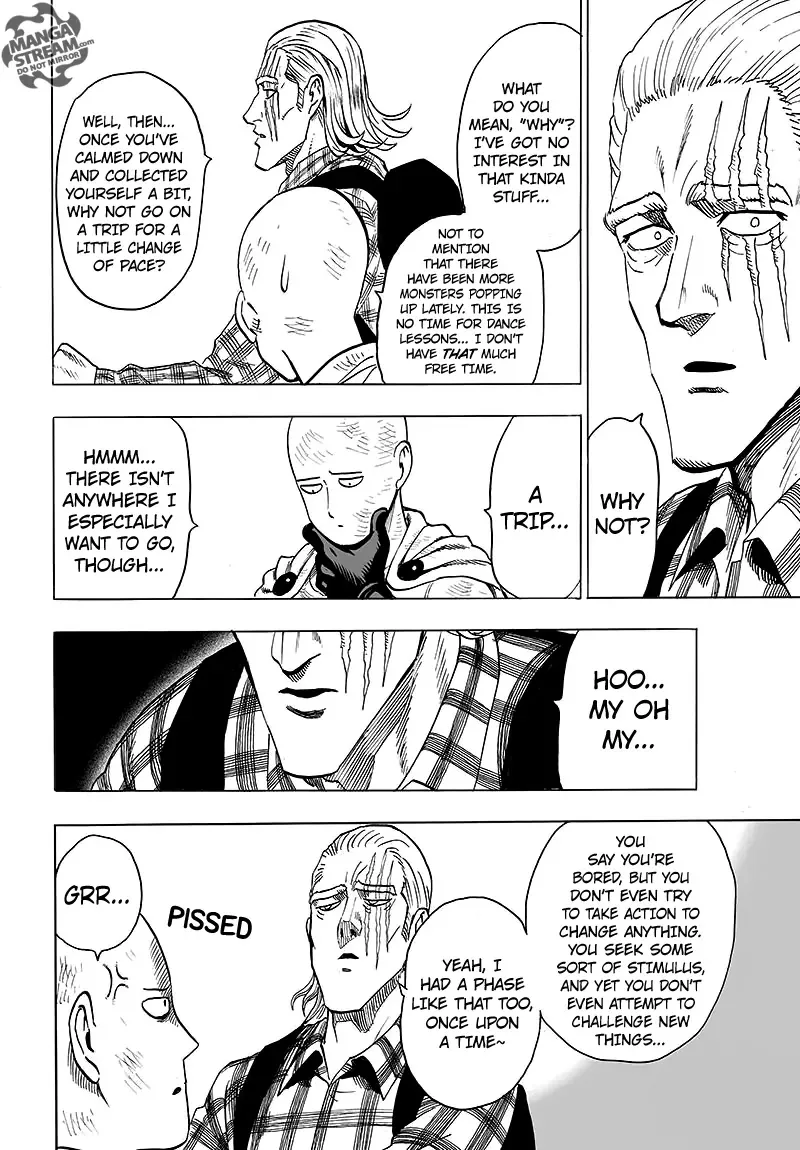 MANGA
STREAM.com
DO NOT MIRROR
WHY
NOT?
WHAT
DO YOU
MEAN, "WHY"?
I'VE GOT NO
INTEREST IN
THAT KINDA
STUFF...
NOT TO
MENTION
THAT THERE
HAVE BEEN MORE
MONSTERS POPPING
UP LATELY. THIS IS
NO TIME FOR DANCE
LESSONS... I DON'T
HAVE THAT MUCH
FREE TIME.
WELL, THEN...
ONCE YOU'VE
CALMED DOWN
AND COLLECTED
YOURSELF A BIT,
WHY NOT GO ON
A TRIP FOR A
LITTLE CHANGE
OF PACE?
A
TRIP...
HMMM...
THERE ISN'T
ANYWHERE I
ESPECIALLY
WANT TO GO,
THOUGH...
HOO...
MY OH
MY...
YOU
SAY YOU'RE
BORED, BUT YOU
DON'T EVEN TRY
TO TAKE ACTION TO
CHANGE ANYTHING.
YOU SEEK SOME
SORT OF STIMULUS,
AND YET YOU DON'T
EVEN ATTEMPT TO
CHALLENGE NEW
THINGS...
YEAH, I
HAD A PHASE
LIKE THAT TOO,
ONCE UPON
A TIME~
PISSED
GRR...